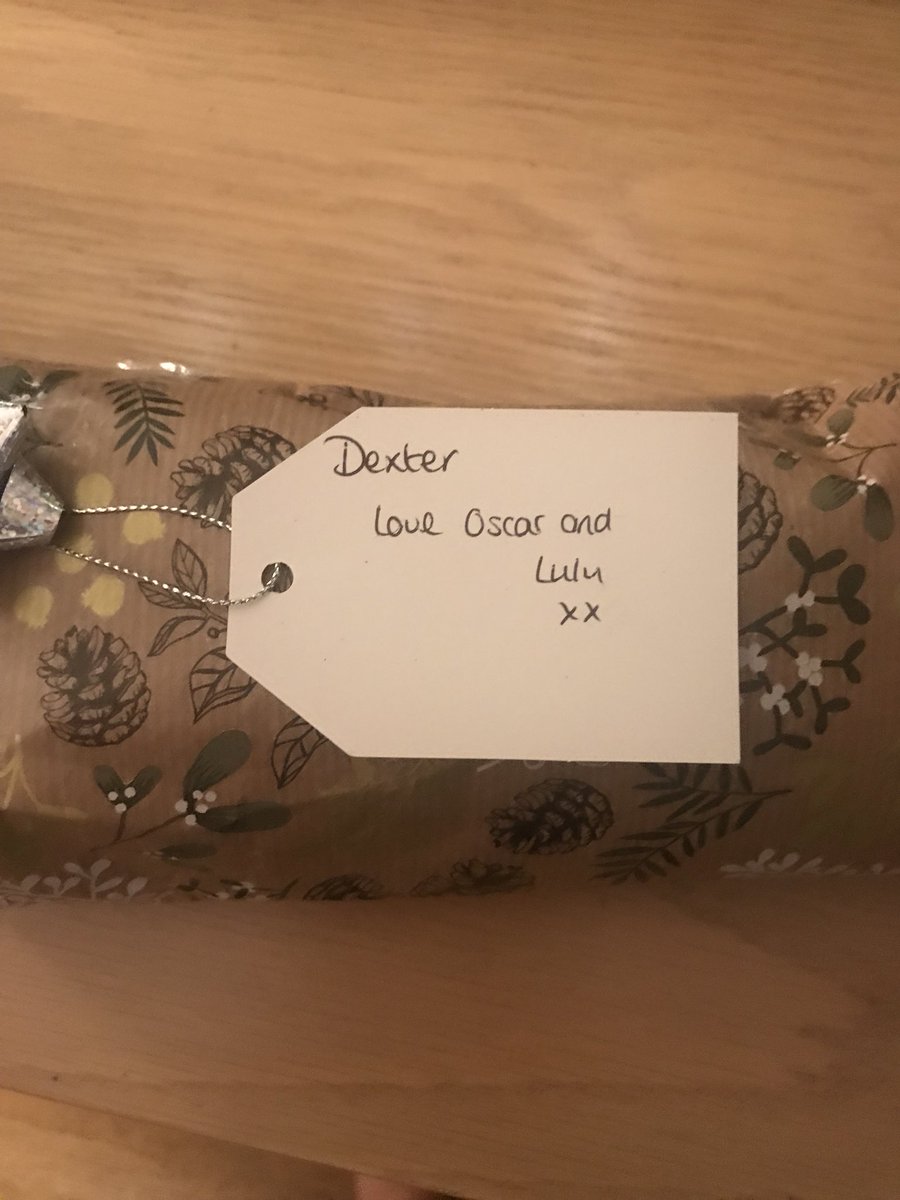 Dexter
Love Oscar and
Lulu
xx